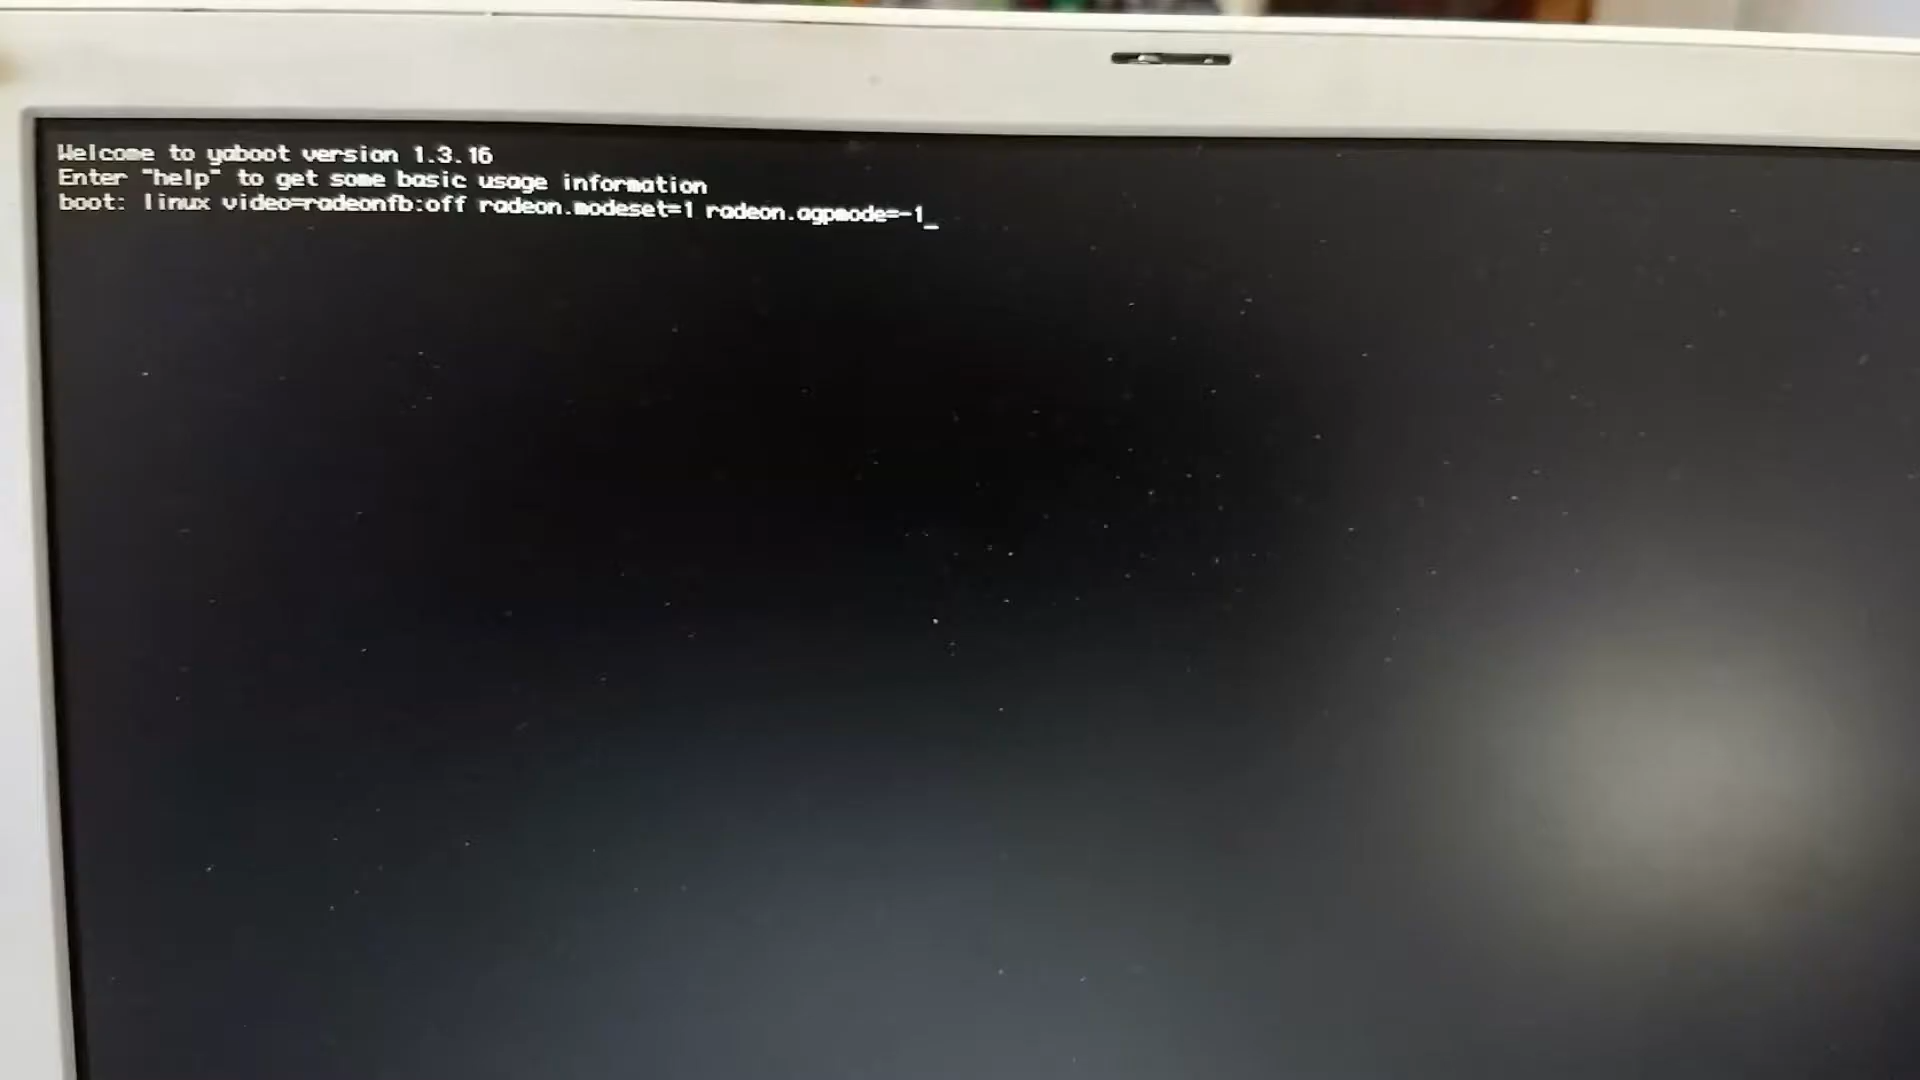 Welcome to yaboot version 1.3.16
Enter "help" to get some basic usage information
boot: linux video=radeonfb:off radeon.modeset=1 radeon.agpmode=-1_